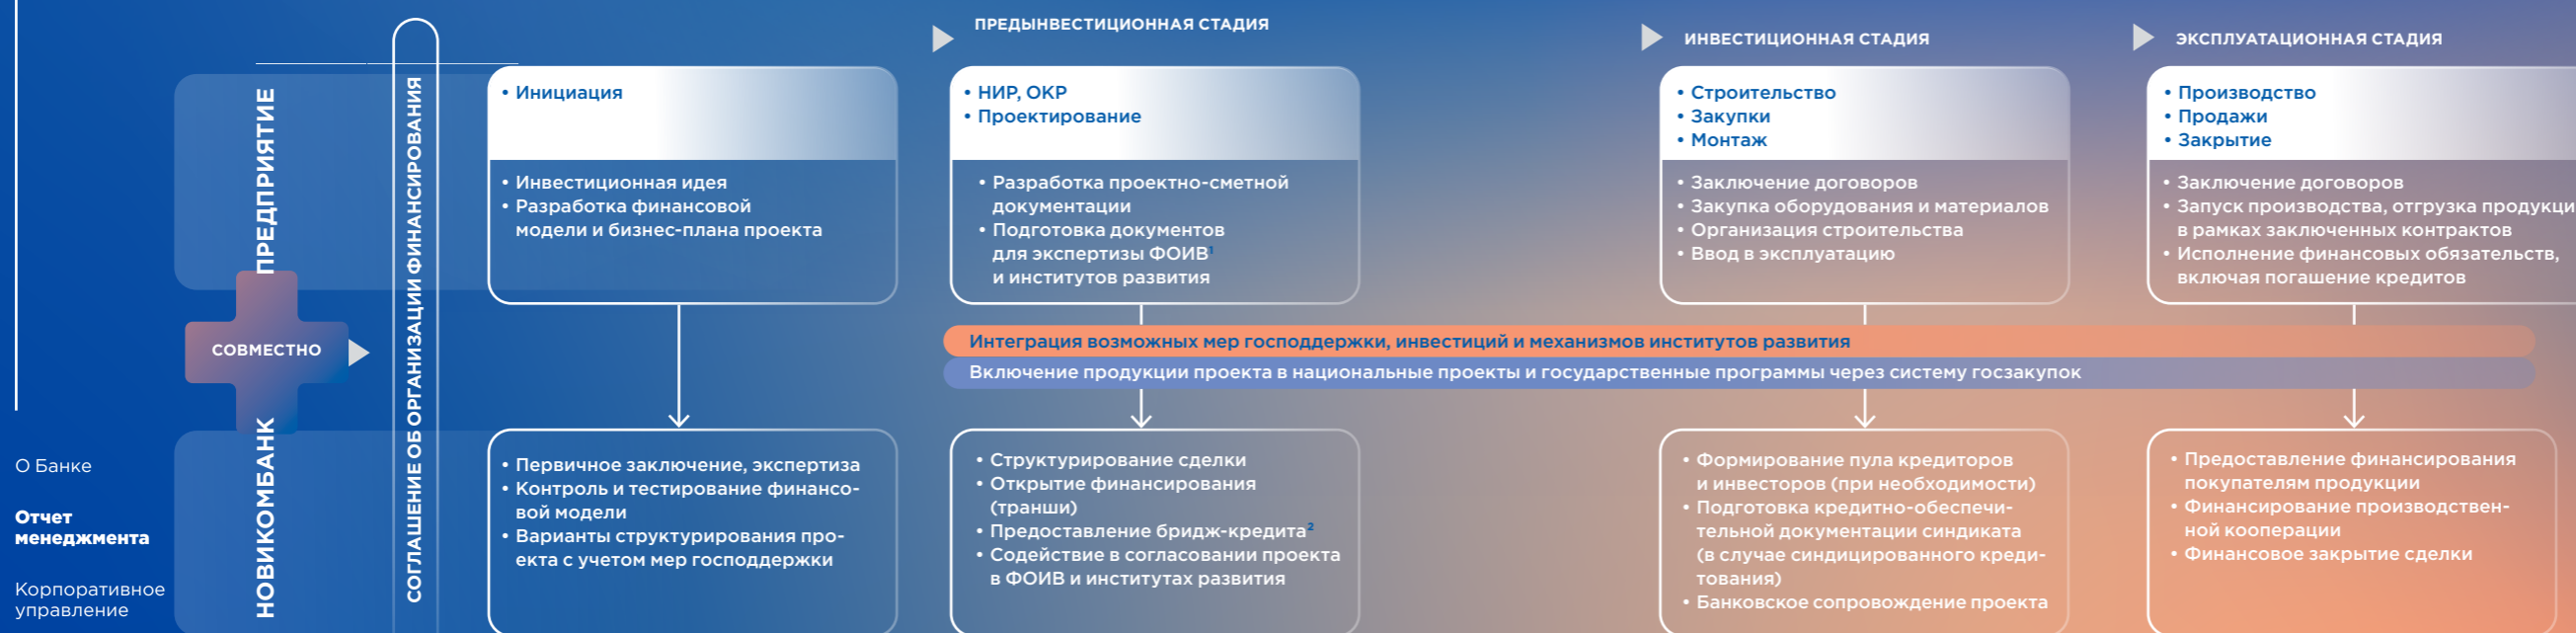 ПРЕДЫНВЕСТИЦИОННАЯ СТАДИЯ
ИНВЕСТИЦИОННАЯ СТАДИЯ
ЭКСПЛУАТАЦИОННАЯ СТАДИЯ
ПРЕДПРИЯТИЕ
СОВМЕСТНО
НОВИКОМБАНК
СОГЛАШЕНИЕ ОБ ОРГАНИЗАЦИИ ФИНАНСИРОВАНИЯ
• Инициация
• Инвестиционная идея
• Разработка финансовой
модели и бизнес-плана проекта
• НИР, ОКР
• Проектирование
• Разработка проектно-сметной
документации
• Подготовка документов
для экспертизы ФОИВ¹
и институтов развития
• Строительство
• Закупки
• Монтаж
• Заключение договоров
• Закупка оборудования и материалов
• Организация строительства
• Ввод в эксплуатацию
• Производство
• Продажи
• Закрытие
• Заключение договоров
• Запуск производства, отгрузка продукци
в рамках заключенных контрактов
• Исполнение финансовых обязательств,
включая погашение кредитов
Интеграция возможных мер господдержки, инвестиций и механизмов институтов развития
Включение продукции проекта в национальные проекты и государственные программы через систему госзакупок
• Первичное заключение, экспертиза
• Контроль и тестирование финансо-
вой модели
• Варианты структурирования про-
екта с учетом мер господдержки
• Структурирование сделки
• Открытие финансирования
(транши)
• Предоставление бридж-кредита²
• Содействие в согласовании проекта
в ФОИВ и институтах развития
• Формирование пула кредиторов
и инвесторов (при необходимости)
• Подготовка кредитно-обеспечи-
тельной документации синдиката
(в случае синдицированного креди-
тования)
• Банковское сопровождение проекта
• Предоставление финансирования
покупателям продукции
• Финансирование производствен-
ной кооперации
• Финансовое закрытие сделки
О Банке
Отчет
менеджмента
Корпоративное
управление